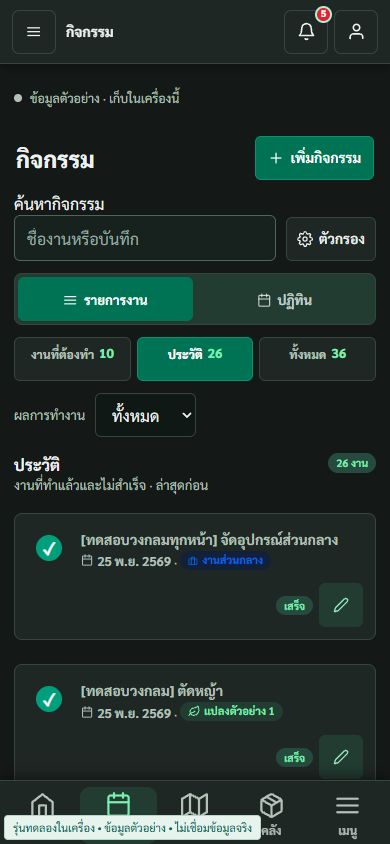 กิจกรรม
5
ข้อมูลตัวอย่าง · เก็บในเครื่องนี้
กิจกรรม
เพิ่มกิจกรรม
ค้นหากิจกรรม
ชื่องานหรือบันทึก
ตัวกรอง
รายการงาน
ปฏิทิน
งานที่ต้องทำ 10
ประวัติ 26
ทั้งหมด 36
ผลการทำงาน
ทั้งหมด
ประวัติ
26 งาน
งานที่ทำแล้วและไม่สำเร็จ · ล่าสุดก่อน
[ทดสอบวงกลมทุกหน้า] จัดอุปกรณ์ส่วนกลาง
25 พ.ย. 2569 · งานส่วนกลาง
เสร็จ
[ทดสอบวงกลม] ตัดหญ้า
25 พ.ย. 2569 · แปลงตัวอย่าง 1
เสร็จ
รุ่นทดลองในเครื่อง • ข้อมูลตัวอย่าง • ไม่เชื่อมข้อมูลจริง
คลัง
เมนู